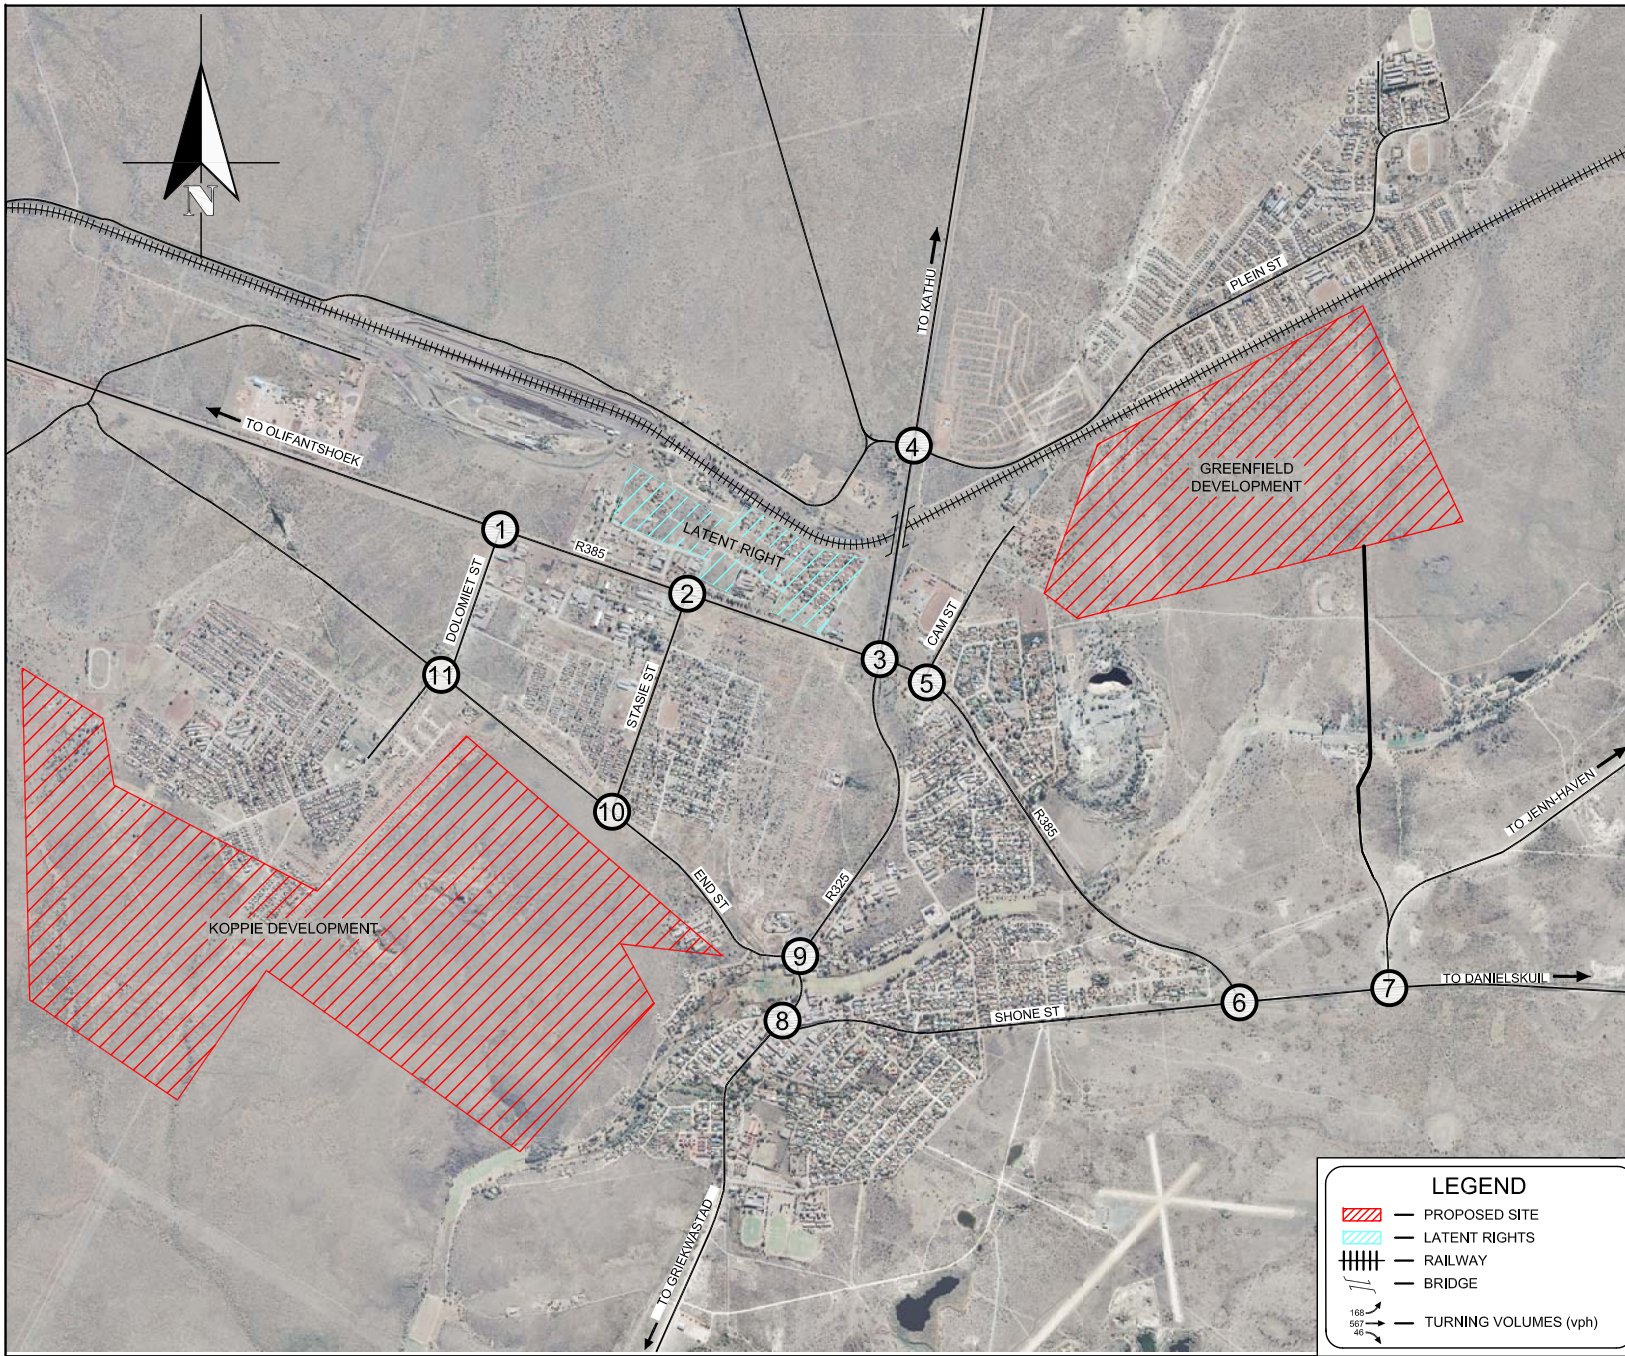 N
TO KATHU
PLEIN ST
TO OLIFANTSHOEK
4
GREENFIELD
DEVELOPMENT
1
R385
LATENT RIGHT
DOLOMIET ST
2
CAM ST
3
5
11
STASIE ST
10
R385
TO JENN-HAVEN
END ST
R325
KOPPIE DEVELOPMENT
9
TO DANIELSKUIL
7
6
8
SHONE ST
TO GRIEKWASTAD
LEGEND
PROPOSED SITE
LATENT RIGHTS
RAILWAY
BRIDGE
168
567
46
TURNING VOLUMES (vph)